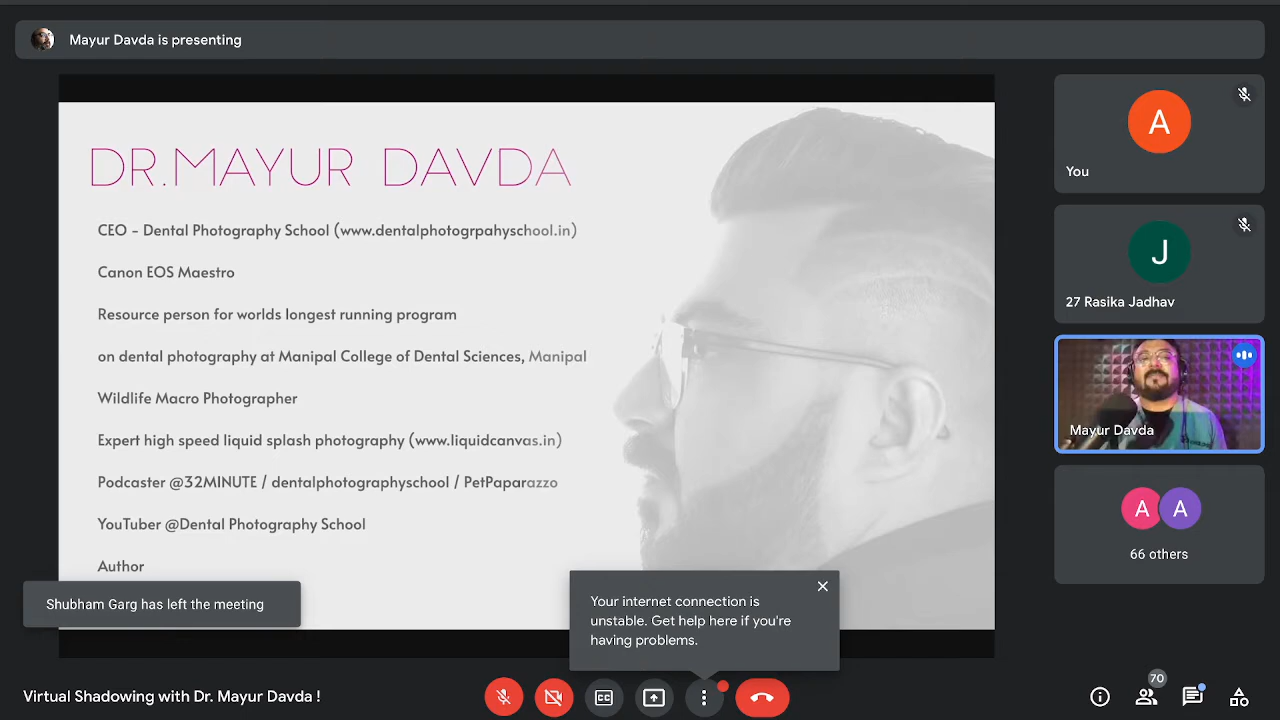 Mayur Davda is presenting
DR.MAYUR DAVDA
CEO - Dental Photography School (www.dentalphotogrpahyschool.in)
Canon EOS Maestro
Resource person for worlds longest running program
on dental photography at Manipal College of Dental Sciences, Manipal
Wildlife Macro Photographer
Expert high speed liquid splash photography (www.liquidcanvas.in)
Podcaster @32MINUTE / dentalphotographyschool / PetPaparazzo
YouTuber @Dental Photography School
Author
Shubham Garg has left the meeting
Your internet connection is
unstable. Get help here if you're
having problems.
A
You
J
27 Rasika Jadhav
Mayur Davda
A A
66 others
Virtual Shadowing with Dr. Mayur Davda !
CC
70